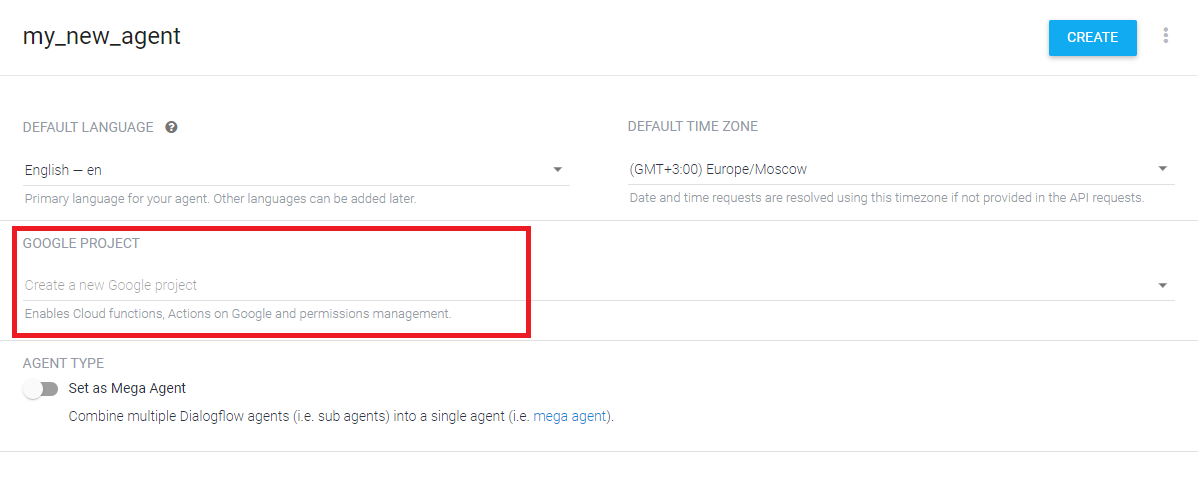 my_new_agent
CREATE
DEFAULT LANGUAGE ?
DEFAULT TIME ZONE
English — en
(GMT+3:00) Europe/Moscow
Primary language for your agent. Other languages can be added later.
Date and time requests are resolved using this timezone if not provided in the API requests.
GOOGLE PROJECT
Create a new Google project
Enables Cloud functions, Actions on Google and permissions management.
AGENT TYPE
Set as Mega Agent
Combine multiple Dialogflow agents (i.e. sub agents) into a single agent (i.e. mega agent).